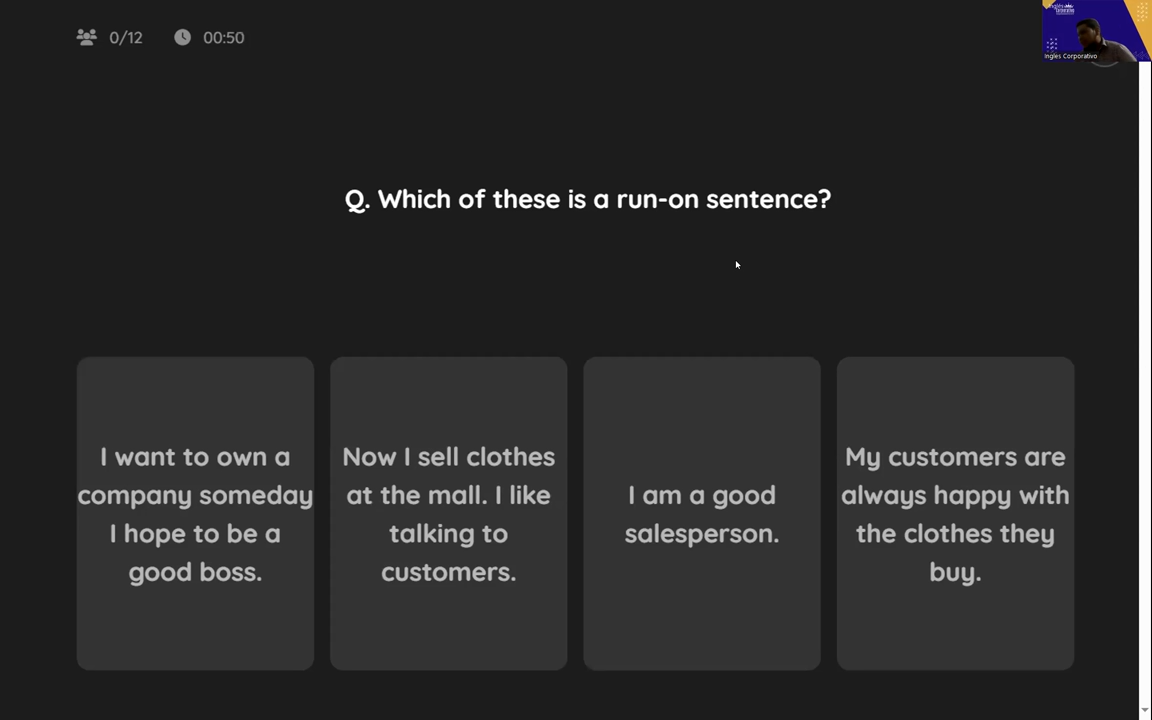 0/12
00:50
Inglés Corporativo
Q. Which of these is a run-on sentence?
I want to own a
company someday
I hope to be a
good boss.
Now I sell clothes
at the mall. I like
talking to
customers.
I am a good
salesperson.
My customers are
always happy with
the clothes they
buy.